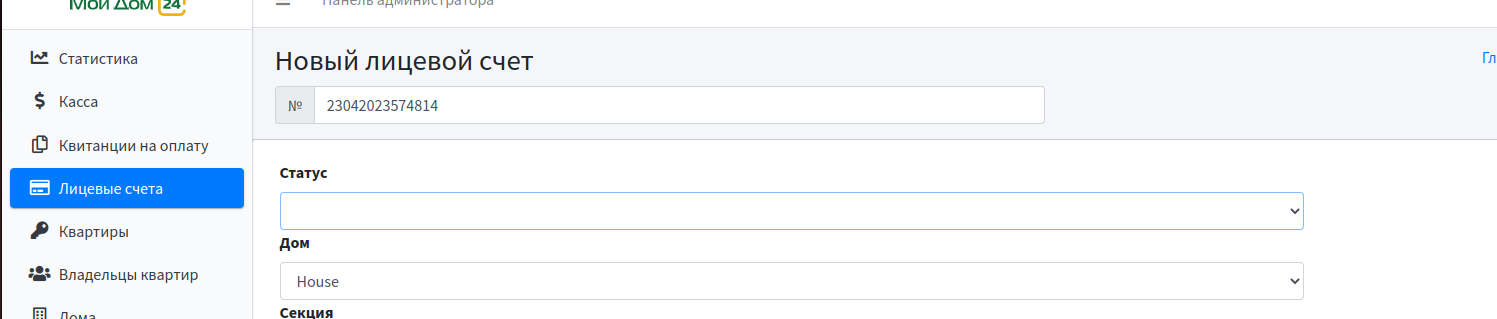 Мой Дом 24
Панель администратора
Статистика
Касса
Квитанции на оплату
Лицевые счета
Квартиры
Владельцы квартир
Дома
Новый лицевой счет
Гл
№ 23042023574814
Статус
Дом
House
Секция